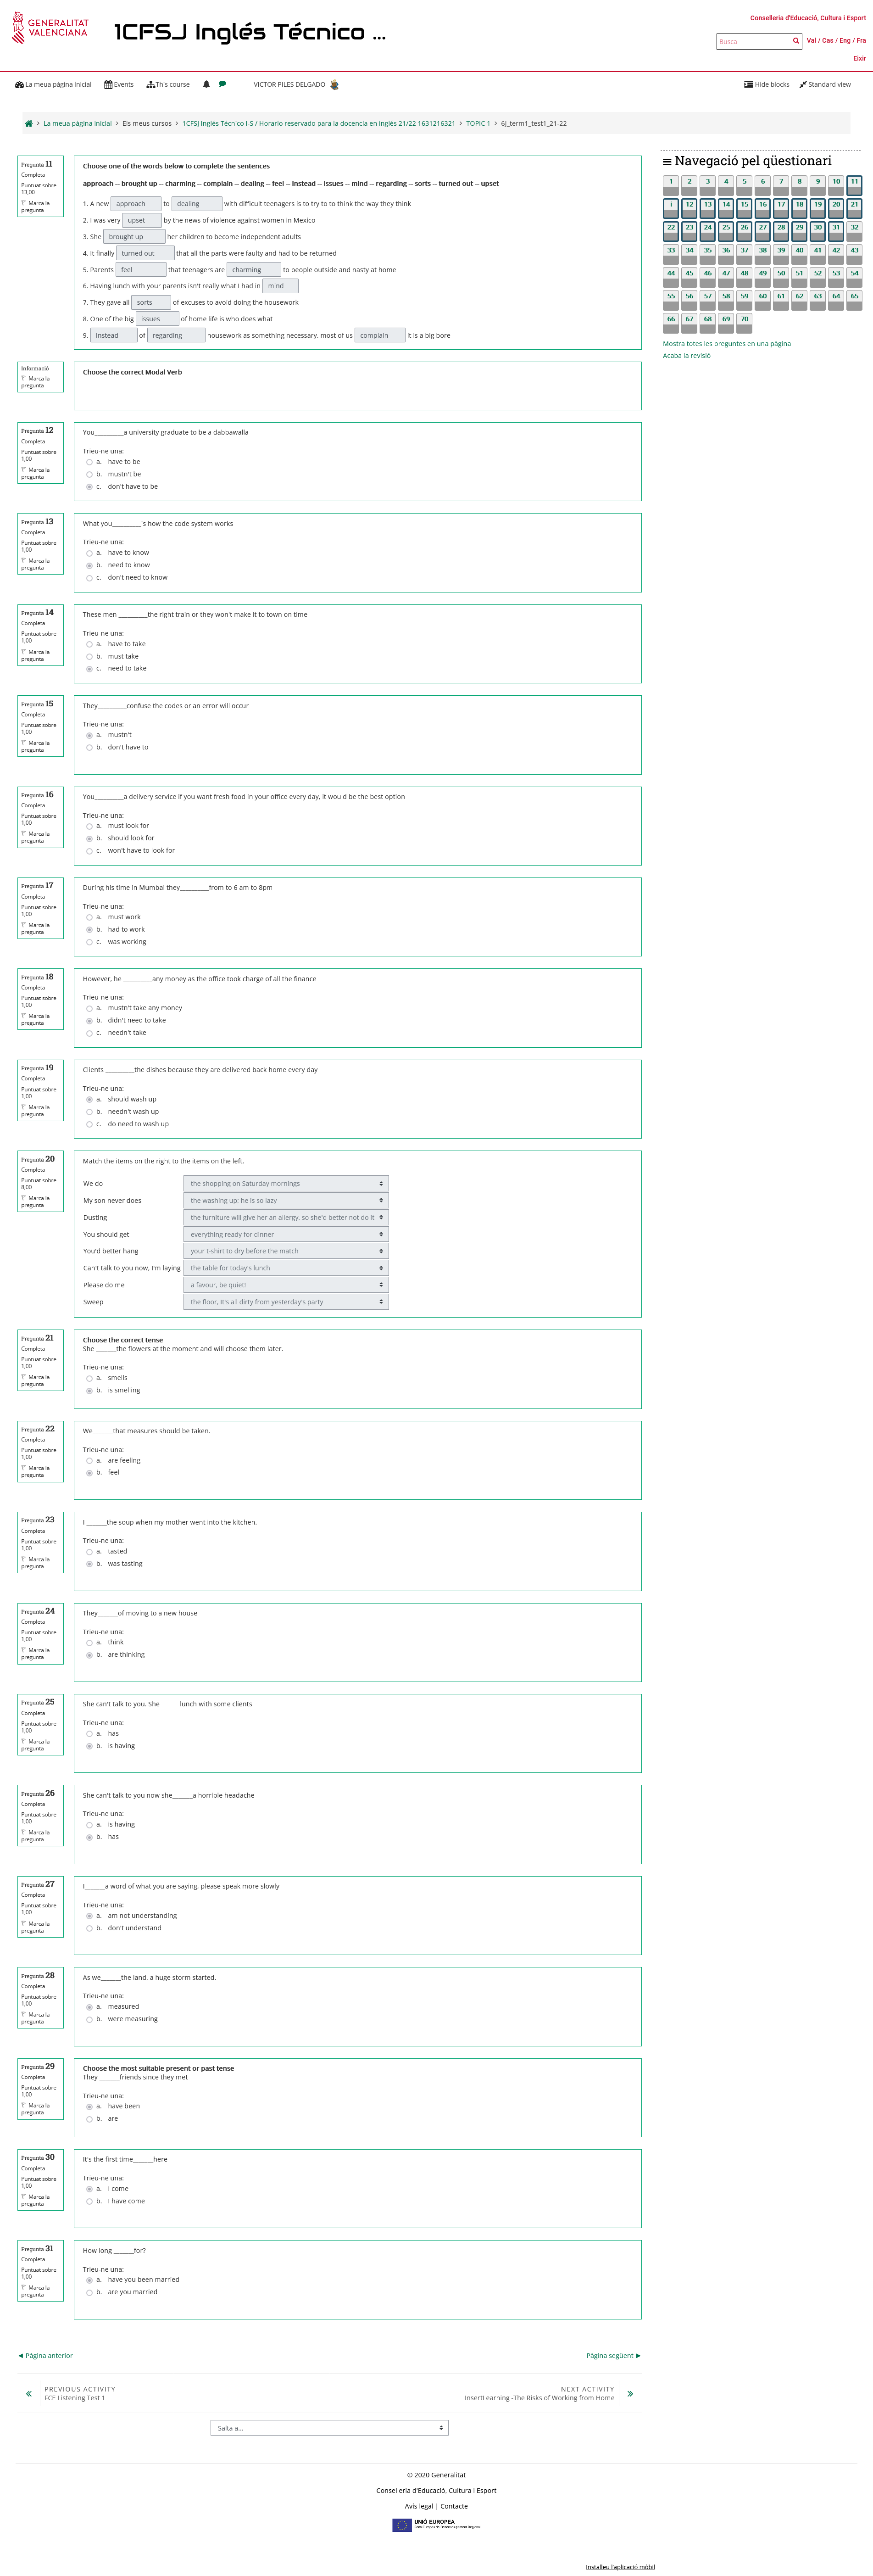 GENERALITAT
VALENCIANA
1CFSJ Inglés Técnico ...
Conselleria d'Educació, Cultura i Esport
Busca
Val / Cas / Eng / Fra
Eixir
La meua pàgina inicial Events This course VICTOR PILES DELGADO Hide blocks Standard view
La meua pàgina inicial > Els meus cursos > 1CFSJ Inglés Técnico I-S / Horario reservado para la docencia en inglés 21/22 1631216321 > TOPIC 1 > 6J_term1_test1_21-22
Pregunta 11
Completa
Puntuat sobre
13,00
Marca la
pregunta
Choose one of the words below to complete the sentences
approach -- brought up -- charming -- complain -- dealing -- feel -- Instead -- issues -- mind -- regarding -- sorts -- turned out -- upset
1. A new approach to dealing with difficult teenagers is to try to to think the way they think
2. I was very upset by the news of violence against women in Mexico
3. She brought up her children to become independent adults
4. It finally turned out that all the parts were faulty and had to be returned
5. Parents feel that teenagers are charming to people outside and nasty at home
6. Having lunch with your parents isn't really what I had in mind
7. They gave all sorts of excuses to avoid doing the housework
8. One of the big issues of home life is who does what
9. Instead of regarding housework as something necessary, most of us complain it is a big bore
Informació
Marca la
pregunta
Choose the correct Modal Verb
Pregunta 12
Completa
Puntuat sobre
1,00
Marca la
pregunta
You__________a university graduate to be a dabbawalla
Trieu-ne una:
a. have to be
b. mustn't be
c. don't have to be
Pregunta 13
Completa
Puntuat sobre
1,00
Marca la
pregunta
What you__________is how the code system works
Trieu-ne una:
a. have to know
b. need to know
c. don't need to know
Pregunta 14
Completa
Puntuat sobre
1,00
Marca la
pregunta
These men __________the right train or they won't make it to town on time
Trieu-ne una:
a. have to take
b. must take
c. need to take
Pregunta 15
Completa
Puntuat sobre
1,00
Marca la
pregunta
They__________confuse the codes or an error will occur
Trieu-ne una:
a. mustn't
b. don't have to
Pregunta 16
Completa
Puntuat sobre
1,00
Marca la
pregunta
You__________a delivery service if you want fresh food in your office every day, it would be the best option
Trieu-ne una:
a. must look for
b. should look for
c. won't have to look for
Pregunta 17
Completa
Puntuat sobre
1,00
Marca la
pregunta
During his time in Mumbai they__________from to 6 am to 8pm
Trieu-ne una:
a. must work
b. had to work
c. was working
Pregunta 18
Completa
Puntuat sobre
1,00
Marca la
pregunta
However, he __________any money as the office took charge of all the finance
Trieu-ne una:
a. mustn't take any money
b. didn't need to take
c. needn't take
Pregunta 19
Completa
Puntuat sobre
1,00
Marca la
pregunta
Clients __________the dishes because they are delivered back home every day
Trieu-ne una:
a. should wash up
b. needn't wash up
c. do need to wash up
Pregunta 20
Completa
Puntuat sobre
8,00
Marca la
pregunta
Match the items on the right to the items on the left.
We do the shopping on Saturday mornings
My son never does the washing up; he is so lazy
Dusting the furniture will give her an allergy, so she'd better not do it
You should get everything ready for dinner
You'd better hang your t-shirt to dry before the match
Can't talk to you now, I'm laying the table for today's lunch
Please do me a favour, be quiet!
Sweep the floor, It's all dirty from yesterday's party
Pregunta 21
Completa
Puntuat sobre
1,00
Marca la
pregunta
Choose the correct tense
She _______the flowers at the moment and will choose them later.
Trieu-ne una:
a. smells
b. is smelling
Pregunta 22
Completa
Puntuat sobre
1,00
Marca la
pregunta
We_______that measures should be taken.
Trieu-ne una:
a. are feeling
b. feel
Pregunta 23
Completa
Puntuat sobre
1,00
Marca la
pregunta
I _______the soup when my mother went into the kitchen.
Trieu-ne una:
a. tasted
b. was tasting
Pregunta 24
Completa
Puntuat sobre
1,00
Marca la
pregunta
They_______of moving to a new house
Trieu-ne una:
a. think
b. are thinking
Pregunta 25
Completa
Puntuat sobre
1,00
Marca la
pregunta
She can't talk to you. She_______lunch with some clients
Trieu-ne una:
a. has
b. is having
Pregunta 26
Completa
Puntuat sobre
1,00
Marca la
pregunta
She can't talk to you now she_______a horrible headache
Trieu-ne una:
a. is having
b. has
Pregunta 27
Completa
Puntuat sobre
1,00
Marca la
pregunta
I_______a word of what you are saying, please speak more slowly
Trieu-ne una:
a. am not understanding
b. don't understand
Pregunta 28
Completa
Puntuat sobre
1,00
Marca la
pregunta
As we_______the land, a huge storm started.
Trieu-ne una:
a. measured
b. were measuring
Pregunta 29
Completa
Puntuat sobre
1,00
Marca la
pregunta
Choose the most suitable present or past tense
They _______friends since they met
Trieu-ne una:
a. have been
b. are
Pregunta 30
Completa
Puntuat sobre
1,00
Marca la
pregunta
It's the first time_______here
Trieu-ne una:
a. I come
b. I have come
Pregunta 31
Completa
Puntuat sobre
1,00
Marca la
pregunta
How long _______for?
Trieu-ne una:
a. have you been married
b. are you married
Navegació pel qüestionari
1 2 3 4 5 6 7 8 9 10 11
i 12 13 14 15 16 17 18 19 20 21
22 23 24 25 26 27 28 29 30 31 32
33 34 35 36 37 38 39 40 41 42 43
44 45 46 47 48 49 50 51 52 53 54
55 56 57 58 59 60 61 62 63 64 65
66 67 68 69 70
Mostra totes les preguntes en una pàgina
Acaba la revisió
◄ Pàgina anterior
Pàgina següent ►
PREVIOUS ACTIVITY
FCE Listening Test 1
NEXT ACTIVITY
InsertLearning -The Risks of Working from Home
Salta a...
© 2020 Generalitat
Conselleria d'Educació, Cultura i Esport
Avís legal | Contacte
UNIÓ EUROPEA
Instal·leu l'aplicació mòbil